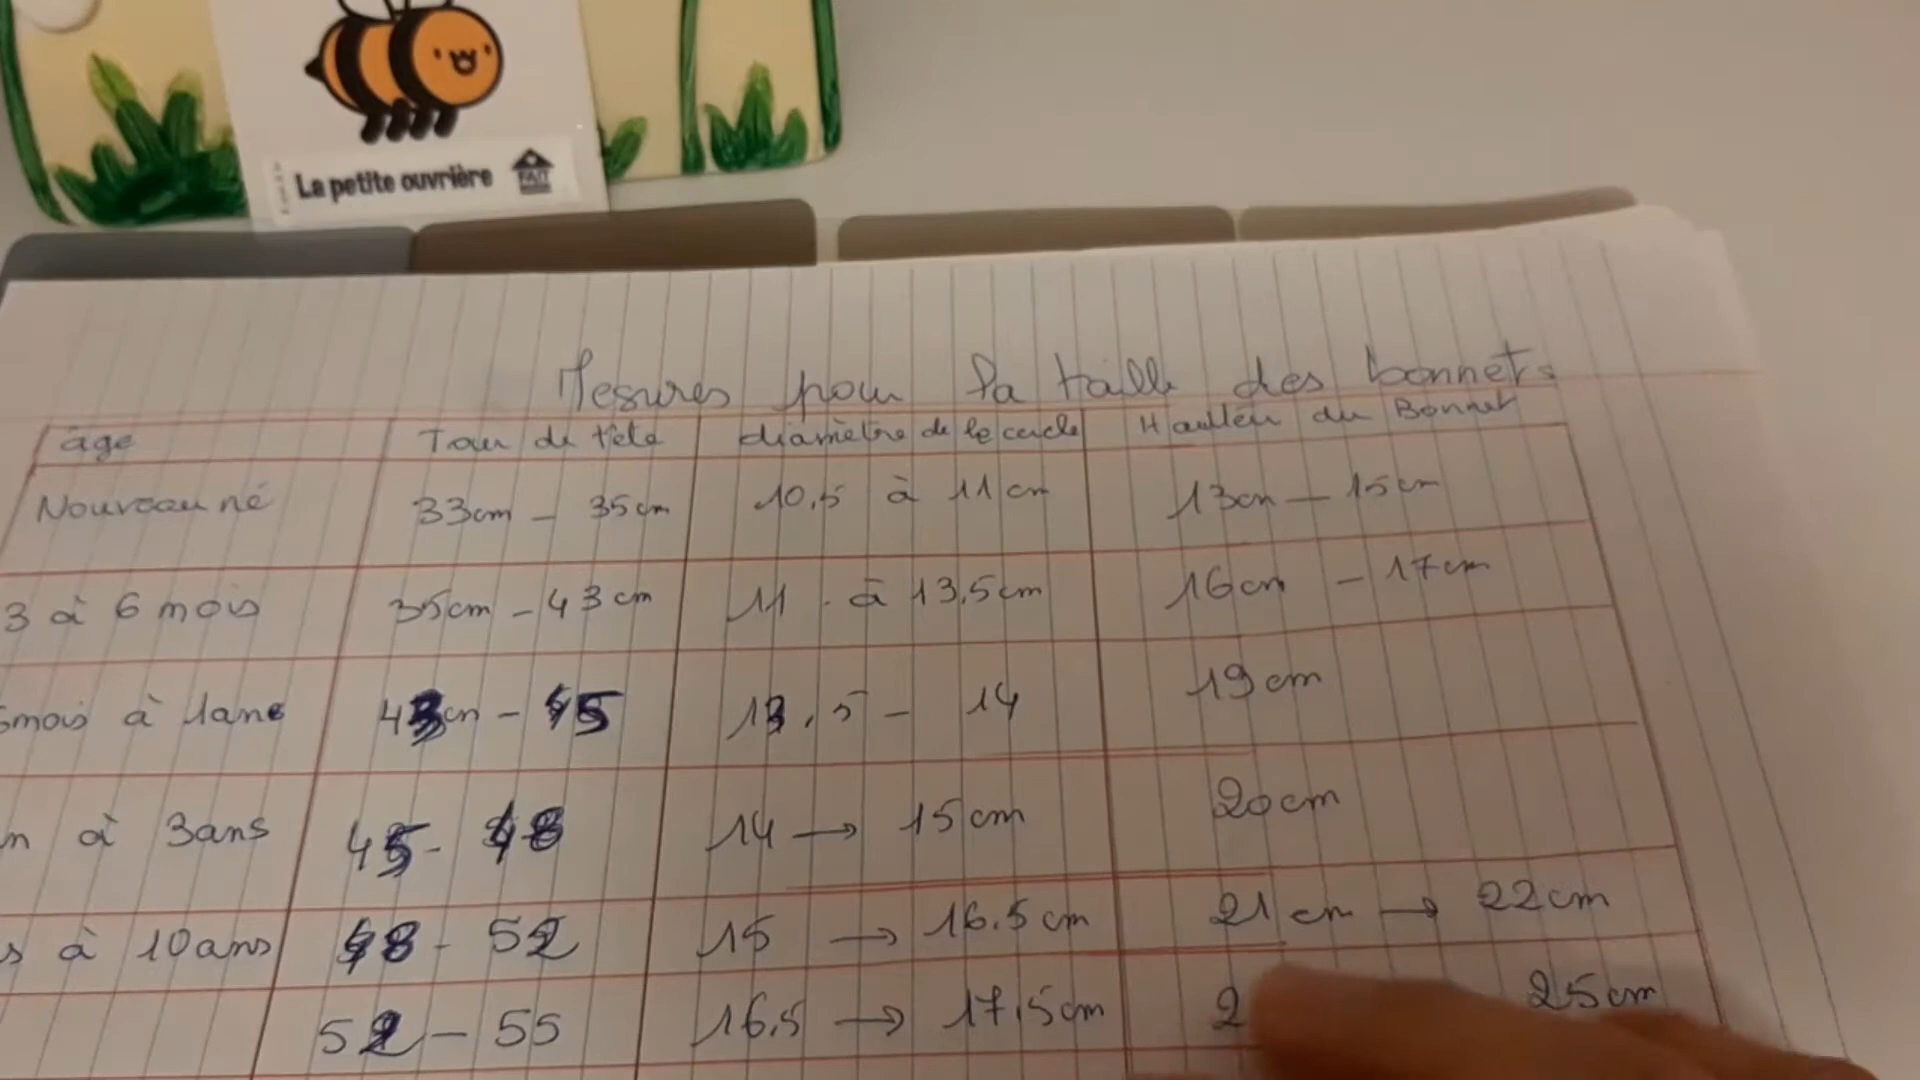 La petite ouvrière
FAIT
Mesures pour la taille des bonnets
âge Tour de tête diamètre de le cercle Hauteur du Bonnet
Nouveau né 33cm - 35cm 10,5 à 11cm 13cm - 15cm
3 à 6 mois 35cm - 43cm 11 à 13,5cm 16cm - 17cm
6mois à 1ans 43cm - 45 13,5 - 14 19cm
n à 3ans 45 - 48 14 → 15cm 20cm
s à 10ans 48 - 52 15 → 16.5cm 21cm → 22cm
52 - 55 16,5 → 17,5cm 2 25cm